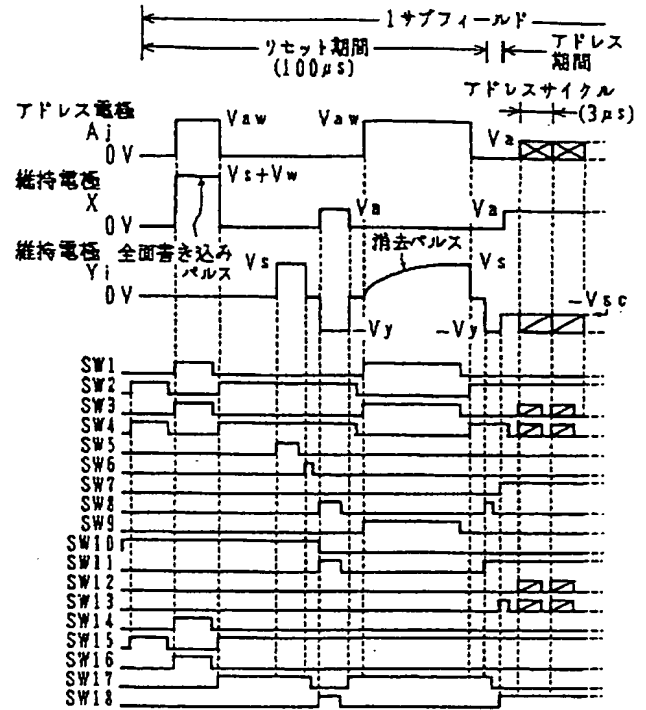 1サブフィールド
リセット期間
(100μs)
アドレス
期間
アドレスサイクル
(3μs)
アドレス電極
Aj
0V
Vaw
Vaw
Va
維持電極
X
0V
Vs+Vw
Va
Va
維持電極
Yi
0V
全面書き込み
パルス
Vs
消去パルス
Vs
-Vy
-Vy
-Vsc
SW1
SW2
SW3
SW4
SW5
SW6
SW7
SW8
SW9
SW10
SW11
SW12
SW13
SW14
SW15
SW16
SW17
SW18